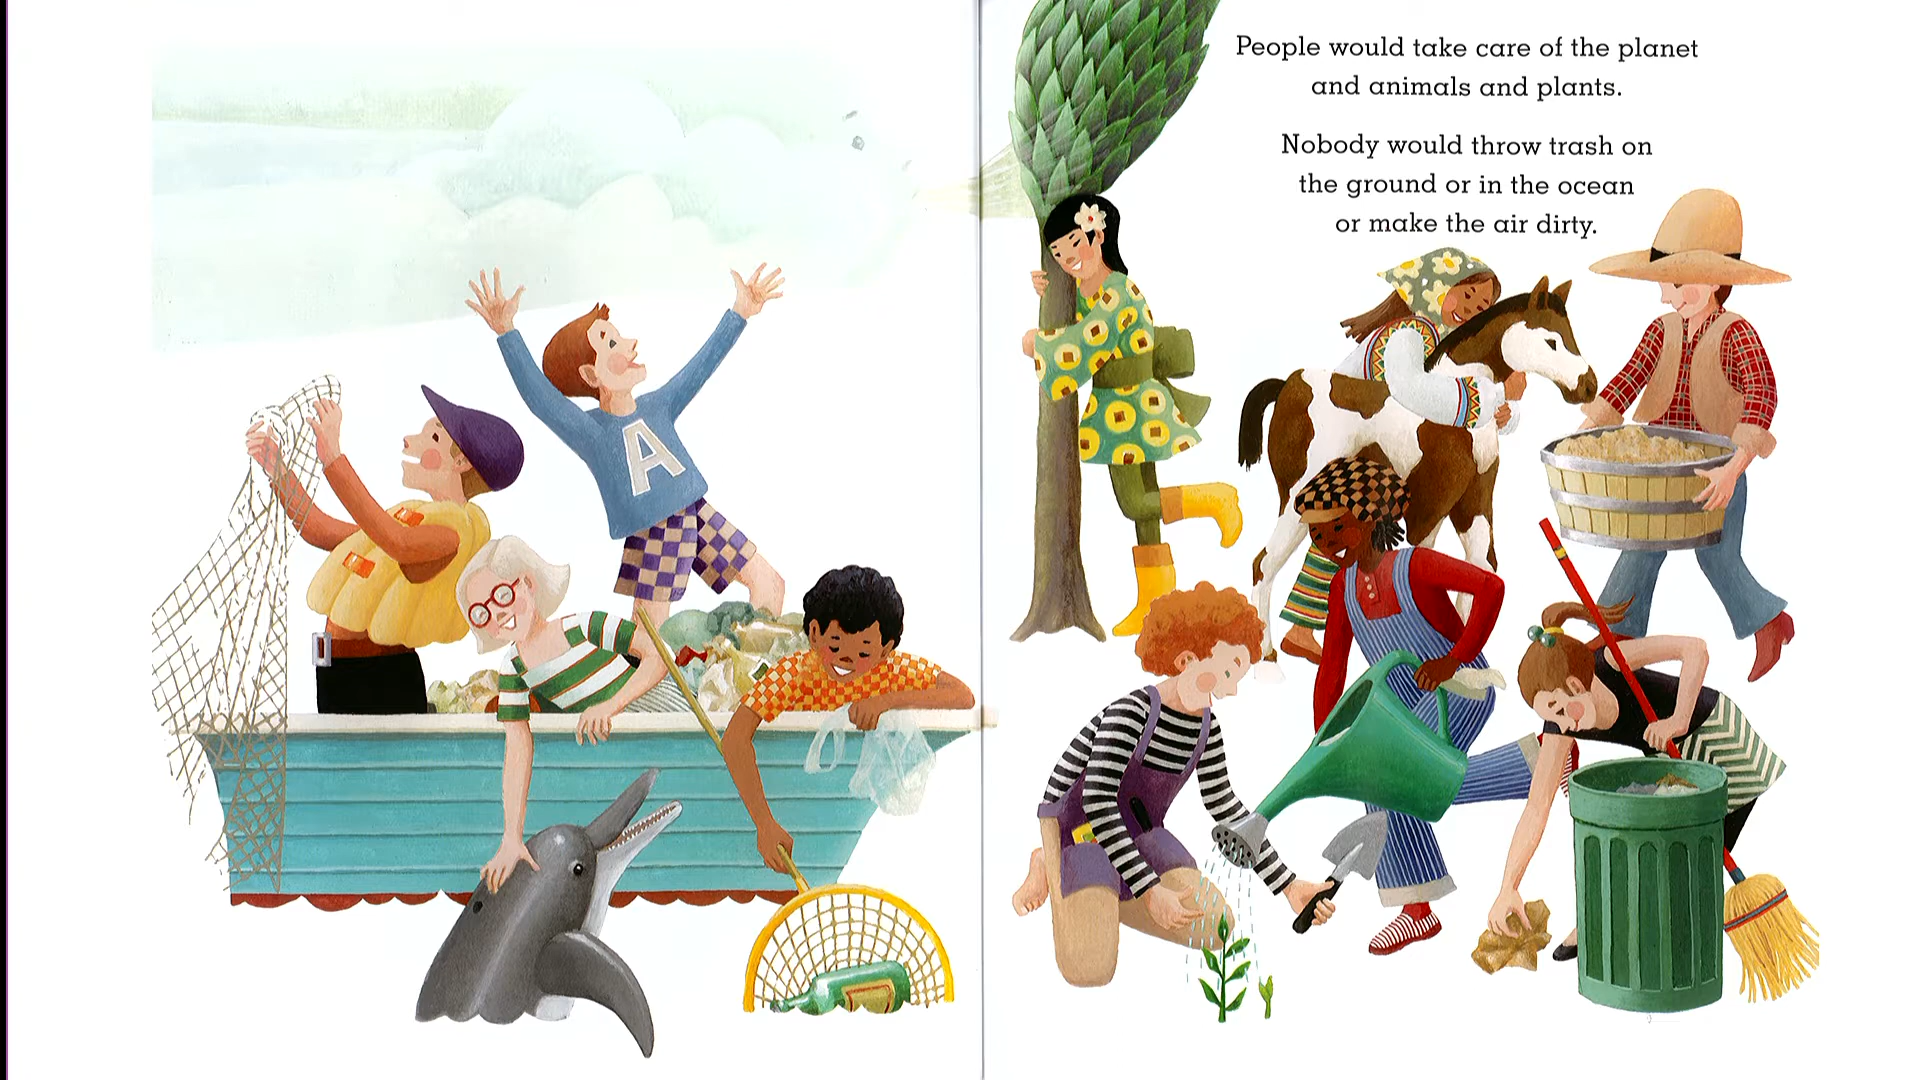 A
People would take care of the planet
and animals and plants.
Nobody would throw trash on
the ground or in the ocean
or make the air dirty.